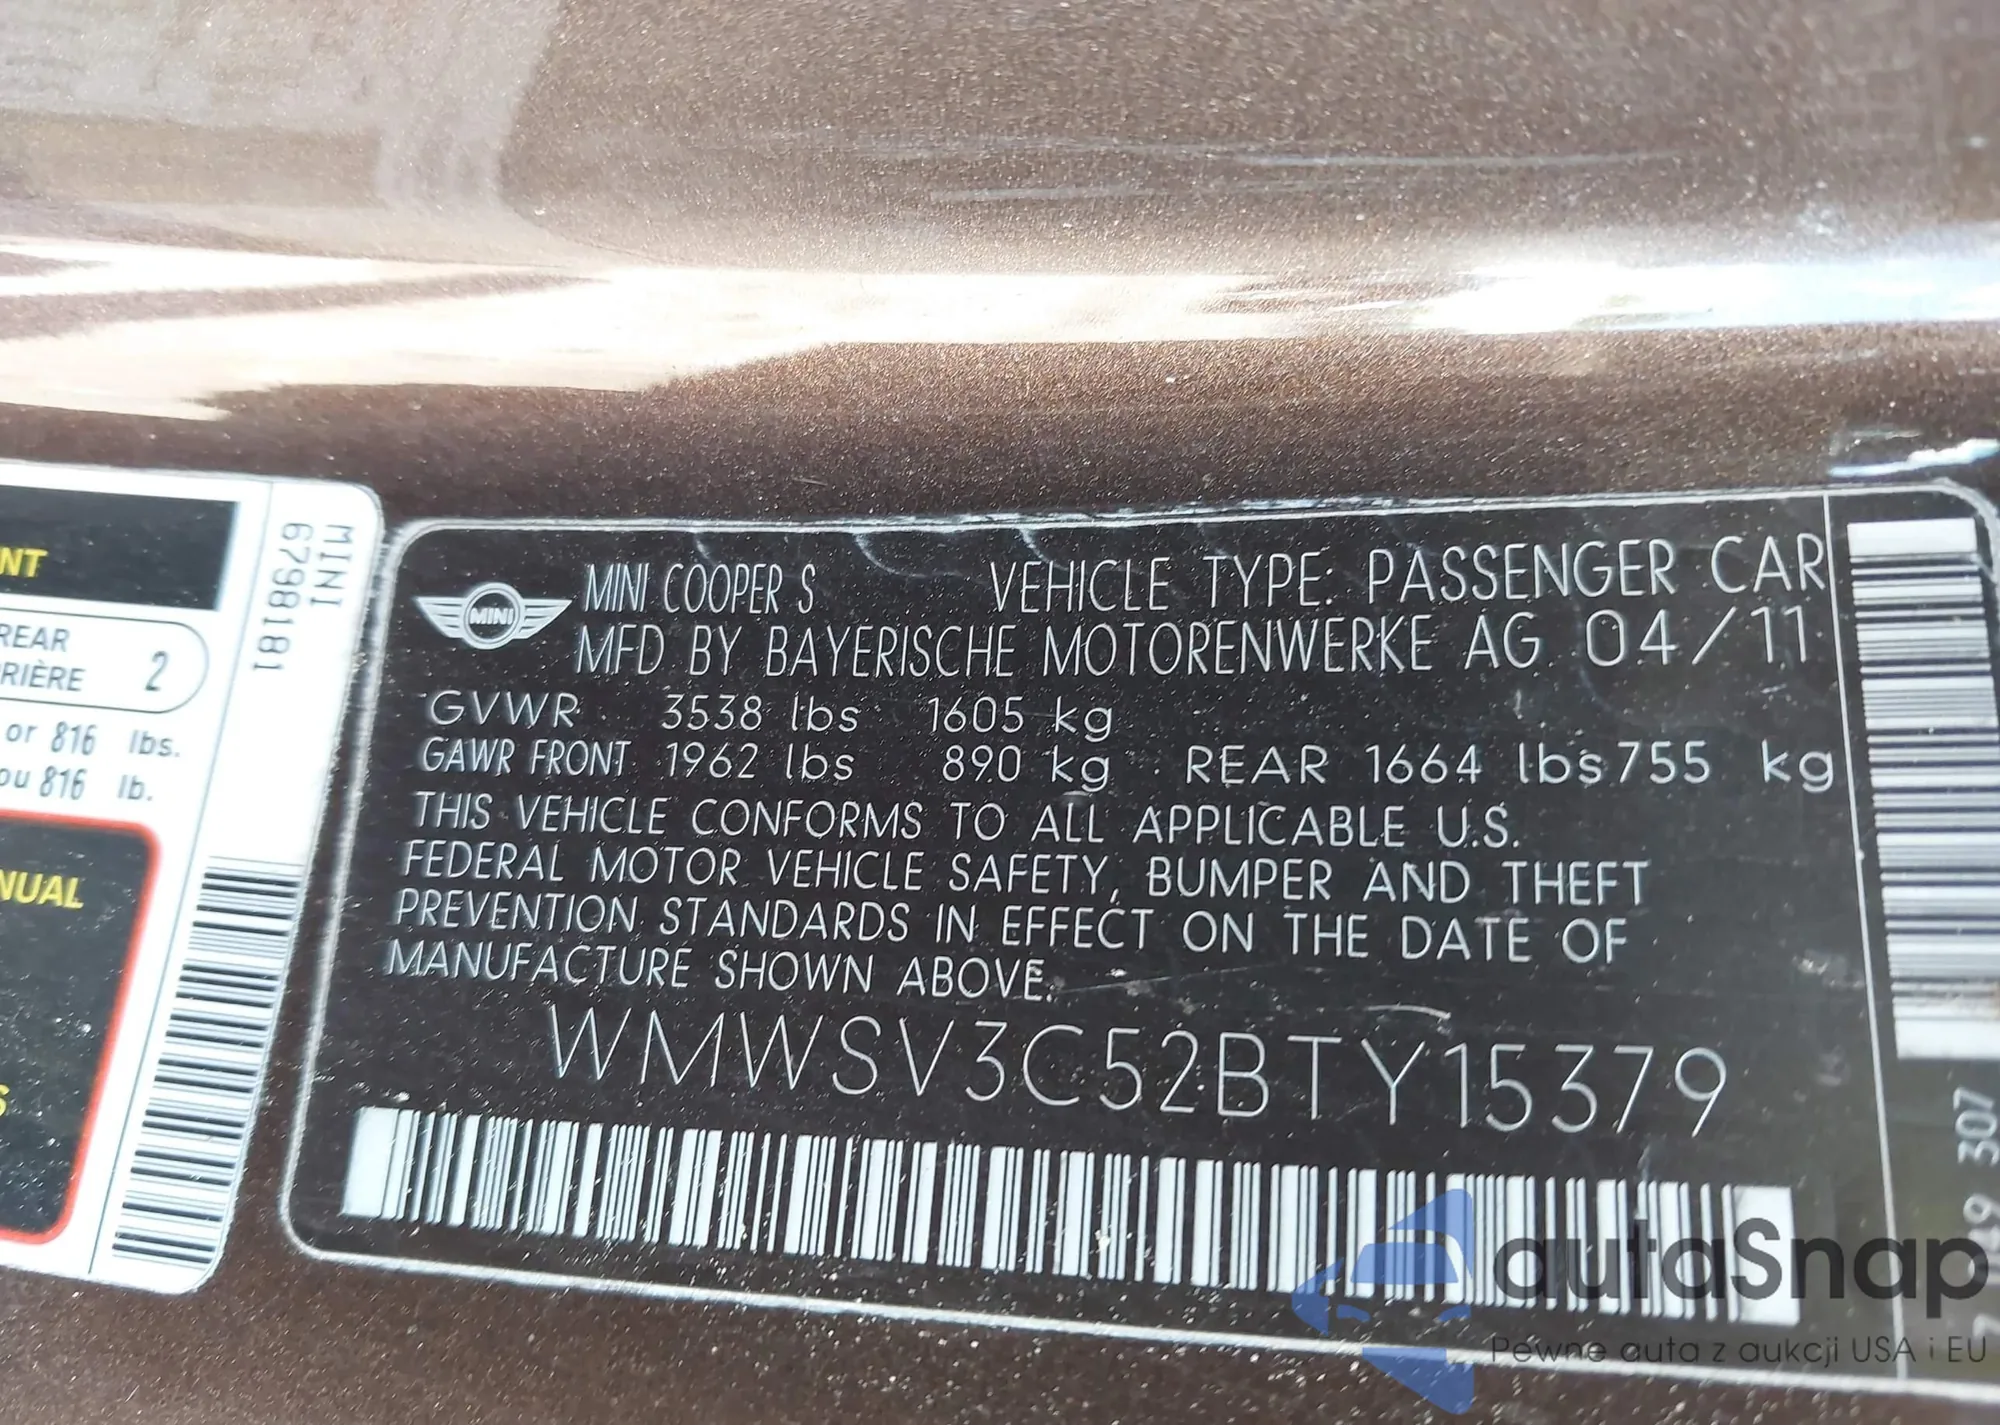 NT
REAR
RIÈRE 2
or 816 lbs.
ou 816 lb.
NUAL
S
MINI
6798181
MINI
MINI COOPER S VEHICLE TYPE: PASSENGER CAR
MFD BY BAYERISCHE MOTORENWERKE AG 04/11
GVWR 3538 lbs 1605 kg
GAWR FRONT 1962 lbs 890 kg REAR 1664 lbs 755 kg
THIS VEHICLE CONFORMS TO ALL APPLICABLE U.S.
FEDERAL MOTOR VEHICLE SAFETY, BUMPER AND THEFT
PREVENTION STANDARDS IN EFFECT ON THE DATE OF
MANUFACTURE SHOWN ABOVE.
WMWSV3C52BTY15379
307
autaSnap
Pewne auta z aukcji USA i EU